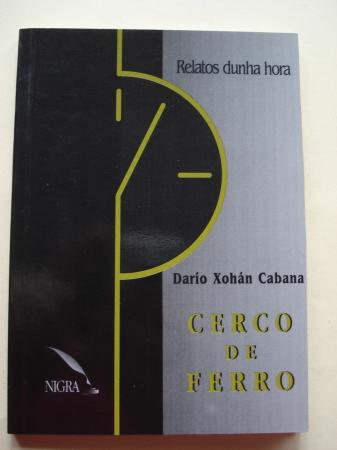 Relatos dunha hora
Darío Xohán Cabana
CERCO
DE
FERRO
NIGRA